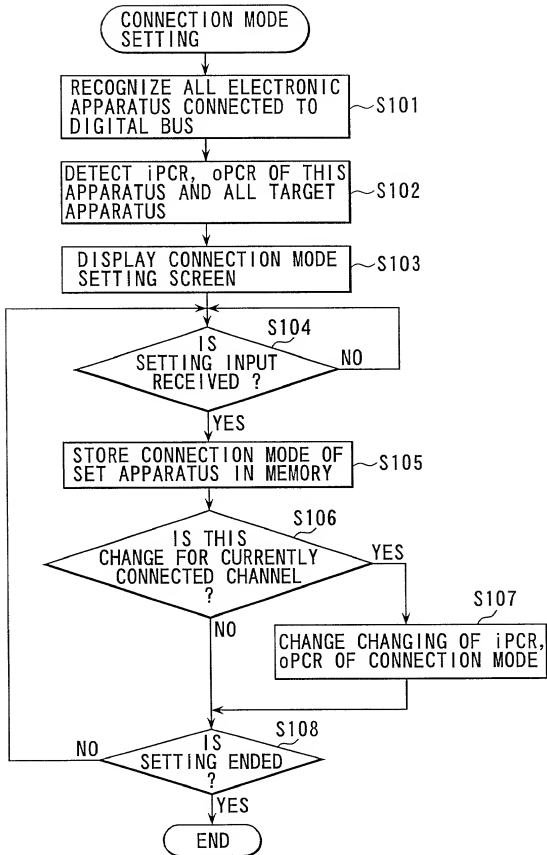 CONNECTION MODE
SETTING
RECOGNIZE ALL ELECTRONIC
APPARATUS CONNECTED TO
DIGITAL BUS
S101
DETECT iPCR, oPCR OF THIS
APPARATUS AND ALL TARGET
APPARATUS
S102
DISPLAY CONNECTION MODE
SETTING SCREEN
S103
S104
IS
SETTING INPUT
RECEIVED ?
NO
YES
STORE CONNECTION MODE OF
SET APPARATUS IN MEMORY
S105
S106
IS THIS
CHANGE FOR CURRENTLY
CONNECTED CHANNEL
?
YES
NO
S107
CHANGE CHANGING OF iPCR,
oPCR OF CONNECTION MODE
S108
IS
SETTING ENDED
?
NO
YES
END